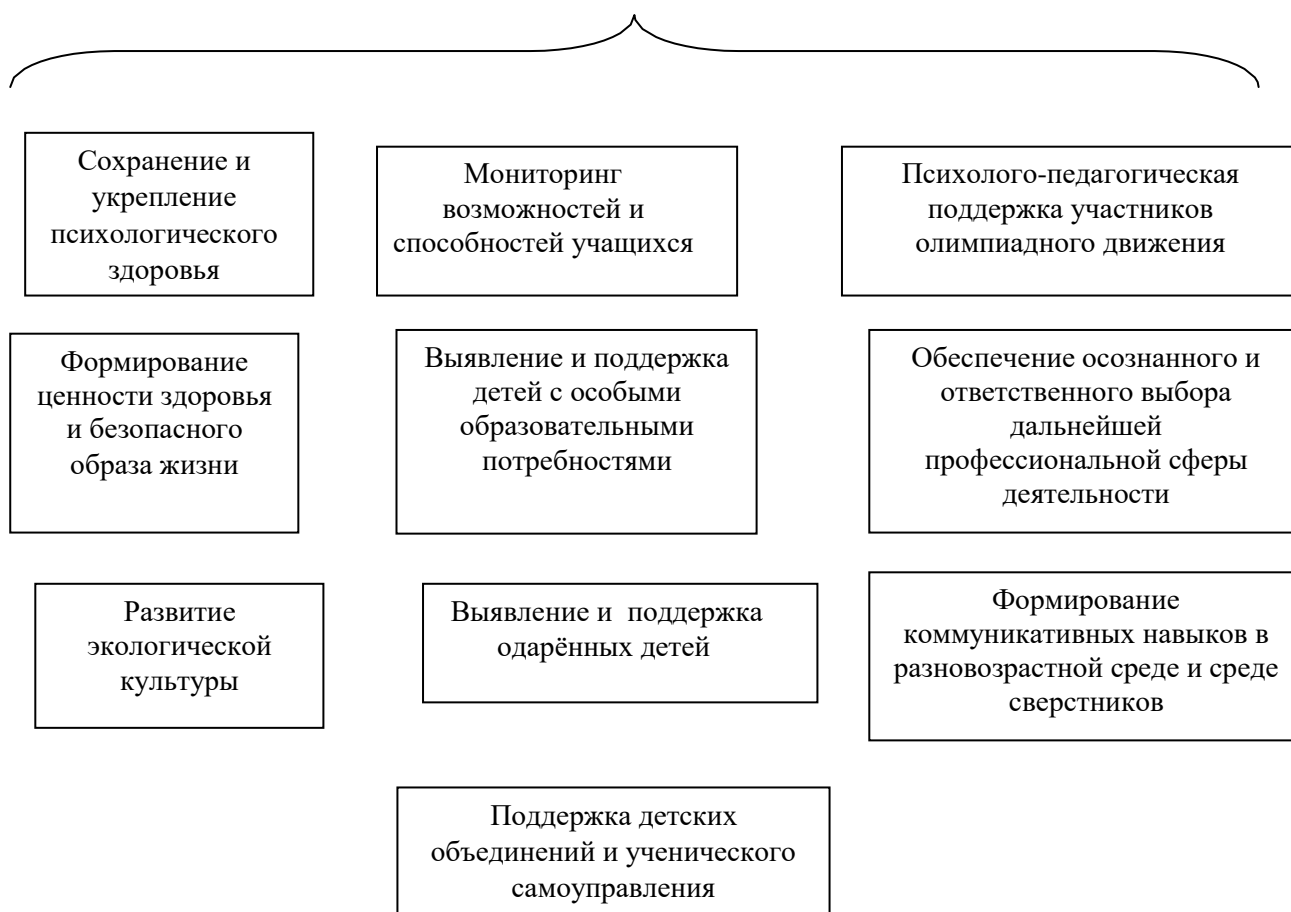 Сохранение и
укрепление
психологического
здоровья
Мониторинг
возможностей и
способностей учащихся
Психолого-педагогическая
поддержка участников
олимпиадного движения
Формирование
ценности здоровья
и безопасного
образа жизни
Выявление и поддержка
детей с особыми
образовательными
потребностями
Обеспечение осознанного и
ответственного выбора
дальнейшей
профессиональной сферы
деятельности
Развитие
экологической
культуры
Выявление и поддержка
одарённых детей
Формирование
коммуникативных навыков в
разновозрастной среде и среде
сверстников
Поддержка детских
объединений и ученического
самоуправления